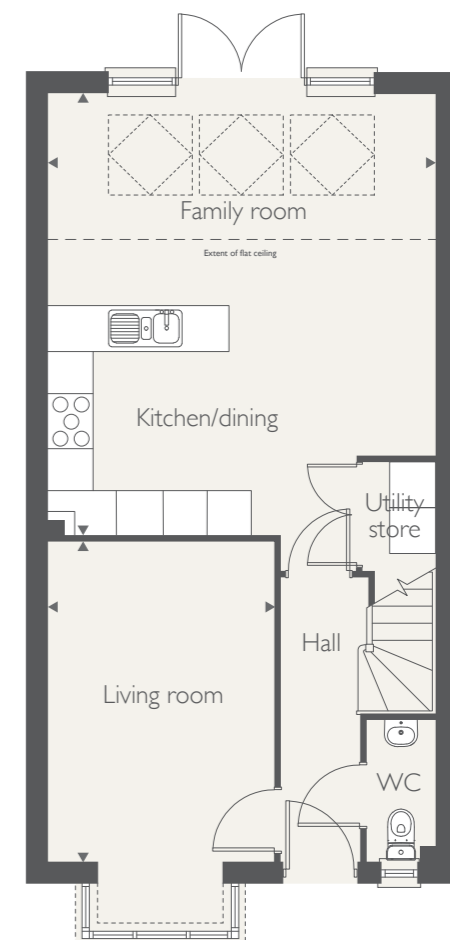 Family room
Extent of flat ceiling
Kitchen/dining
Utility
store
Hall
Living room
WC